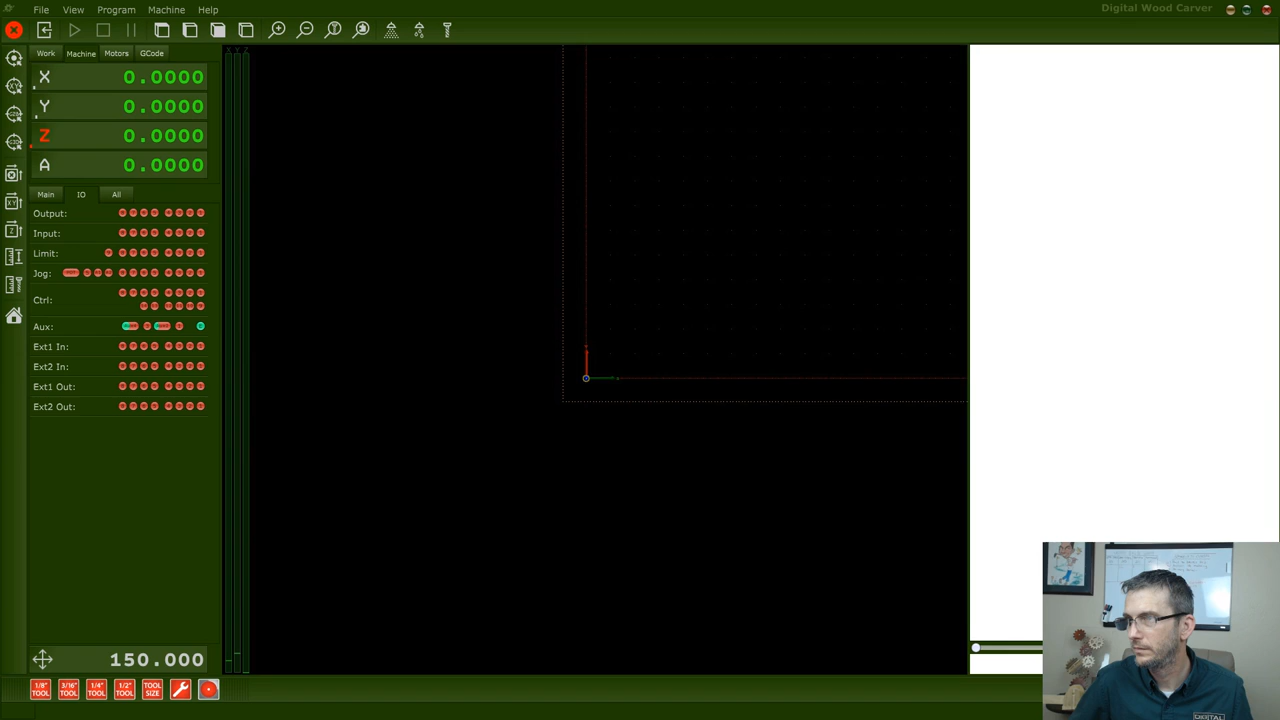 File View Program Machine Help
Digital Wood Carver
Work Machine Motors GCode
X Y Z
X 0.0000
Y 0.0000
Z 0.0000
A 0.0000
Main IO All
Output:
Input:
Limit:
Jog:
Ctrl:
Aux:
Ext1 In:
Ext2 In:
Ext1 Out:
Ext2 Out:
150.000
1/8" TOOL
3/16" TOOL
1/4" TOOL
1/2" TOOL
TOOL SIZE
DIGITAL